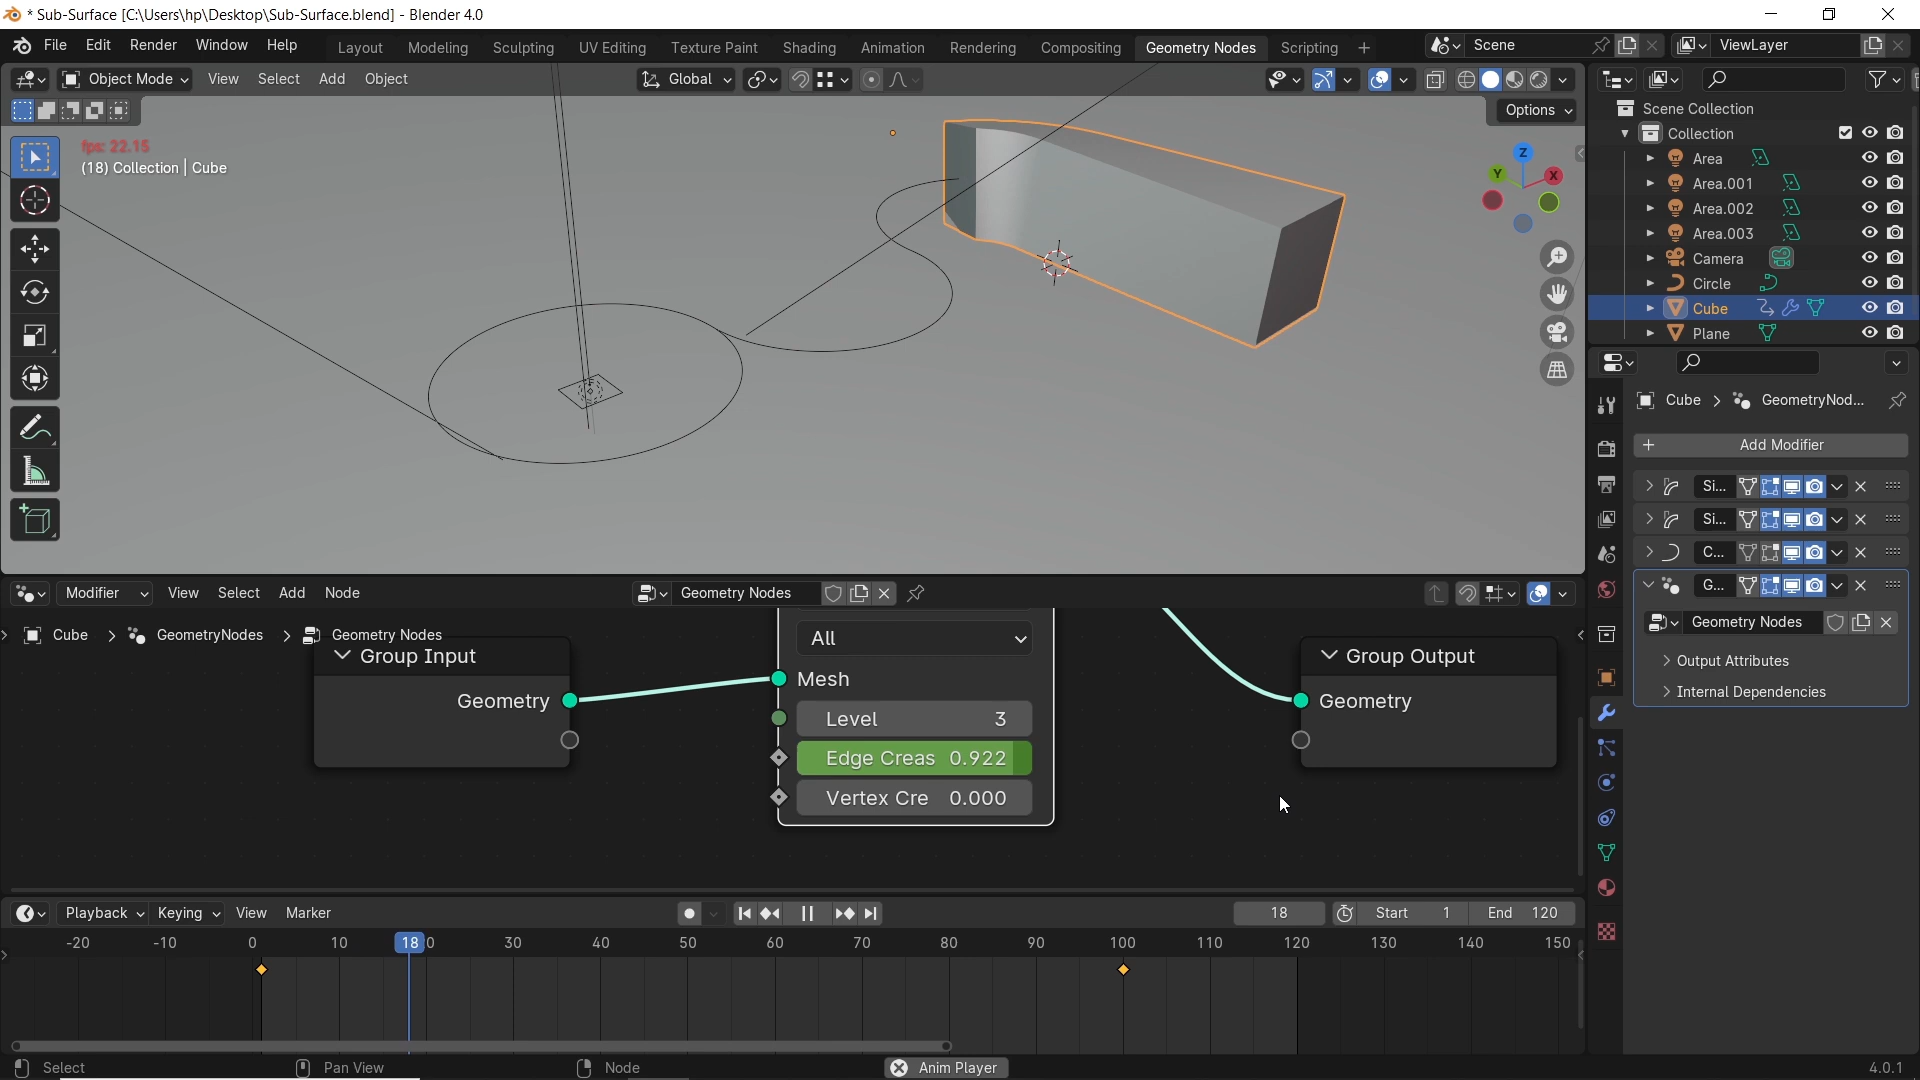 * Sub-Surface [C:\Users\hp\Desktop\Sub-Surface.blend] - Blender 4.0
File Edit Render Window Help Layout Modeling Sculpting UV Editing Texture Paint Shading Animation Rendering Compositing Geometry Nodes Scripting + Scene ViewLayer
Object Mode View Select Add Object Global
Options
fps: 22.15
(18) Collection | Cube
Z
Y
X
Scene Collection
Collection
Area
Area.001
Area.002
Area.003
Camera
Circle
Cube
Plane
Cube > GeometryNod...
+ Add Modifier
Si...
Si...
C...
G...
Geometry Nodes
Output Attributes
Internal Dependencies
Modifier View Select Add Node Geometry Nodes
Cube > GeometryNodes > Geometry Nodes
Group Input
Geometry
All
Mesh
Level 3
Edge Creas 0.922
Vertex Cre 0.000
Group Output
Geometry
Playback Keying View Marker 18 Start 1 End 120
-20 -10 0 10 18 0 30 40 50 60 70 80 90 100 110 120 130 140 150
Select Pan View Node Anim Player 4.0.1